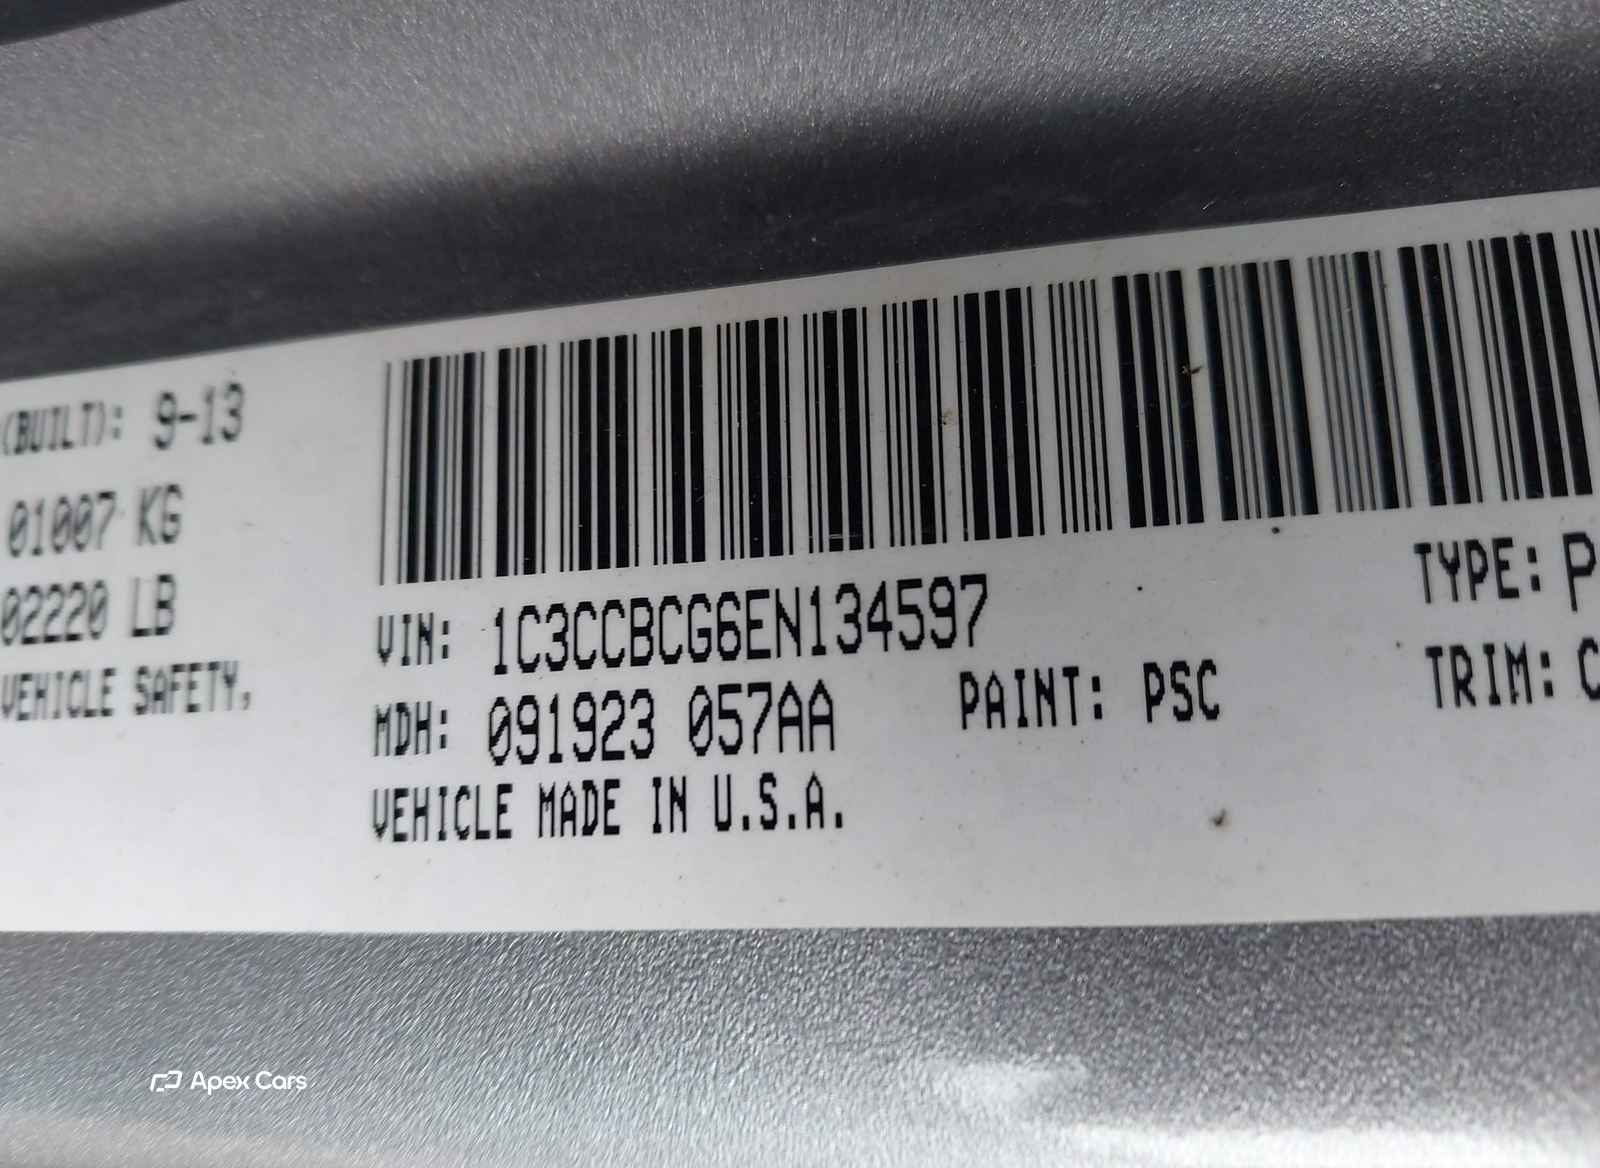 (BUILT): 9-13
01007 KG
02220 LB
VEHICLE SAFETY,
VIN: 1C3CCBCG6EN134597
MDH: 091923 057AA
PAINT: PSC
VEHICLE MADE IN U.S.A.
TYPE: P
TRIM: C
Apex Cars